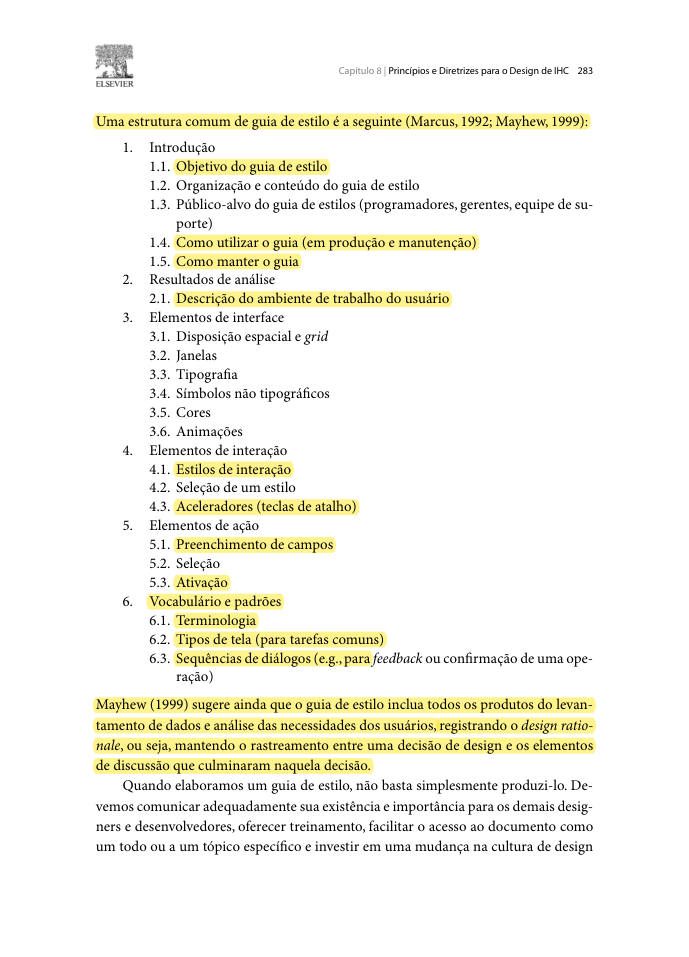 ELSEVIER
Capítulo 8 | Princípios e Diretrizes para o Design de IHC 283
Uma estrutura comum de guia de estilo é a seguinte (Marcus, 1992; Mayhew, 1999):
1. Introdução
1.1. Objetivo do guia de estilo
1.2. Organização e conteúdo do guia de estilo
1.3. Público-alvo do guia de estilos (programadores, gerentes, equipe de su-
porte)
1.4. Como utilizar o guia (em produção e manutenção)
1.5. Como manter o guia
2. Resultados de análise
2.1. Descrição do ambiente de trabalho do usuário
3. Elementos de interface
3.1. Disposição espacial e grid
3.2. Janelas
3.3. Tipografia
3.4. Símbolos não tipográficos
3.5. Cores
3.6. Animações
4. Elementos de interação
4.1. Estilos de interação
4.2. Seleção de um estilo
4.3. Aceleradores (teclas de atalho)
5. Elementos de ação
5.1. Preenchimento de campos
5.2. Seleção
5.3. Ativação
6. Vocabulário e padrões
6.1. Terminologia
6.2. Tipos de tela (para tarefas comuns)
6.3. Sequências de diálogos (e.g., para feedback ou confirmação de uma ope-
ração)
Mayhew (1999) sugere ainda que o guia de estilo inclua todos os produtos do levan-
tamento de dados e análise das necessidades dos usuários, registrando o design ratio-
nale, ou seja, mantendo o rastreamento entre uma decisão de design e os elementos
de discussão que culminaram naquela decisão.
Quando elaboramos um guia de estilo, não basta simplesmente produzi-lo. De-
vemos comunicar adequadamente sua existência e importância para os demais desig-
ners e desenvolvedores, oferecer treinamento, facilitar o acesso ao documento como
um todo ou a um tópico específico e investir em uma mudança na cultura de design